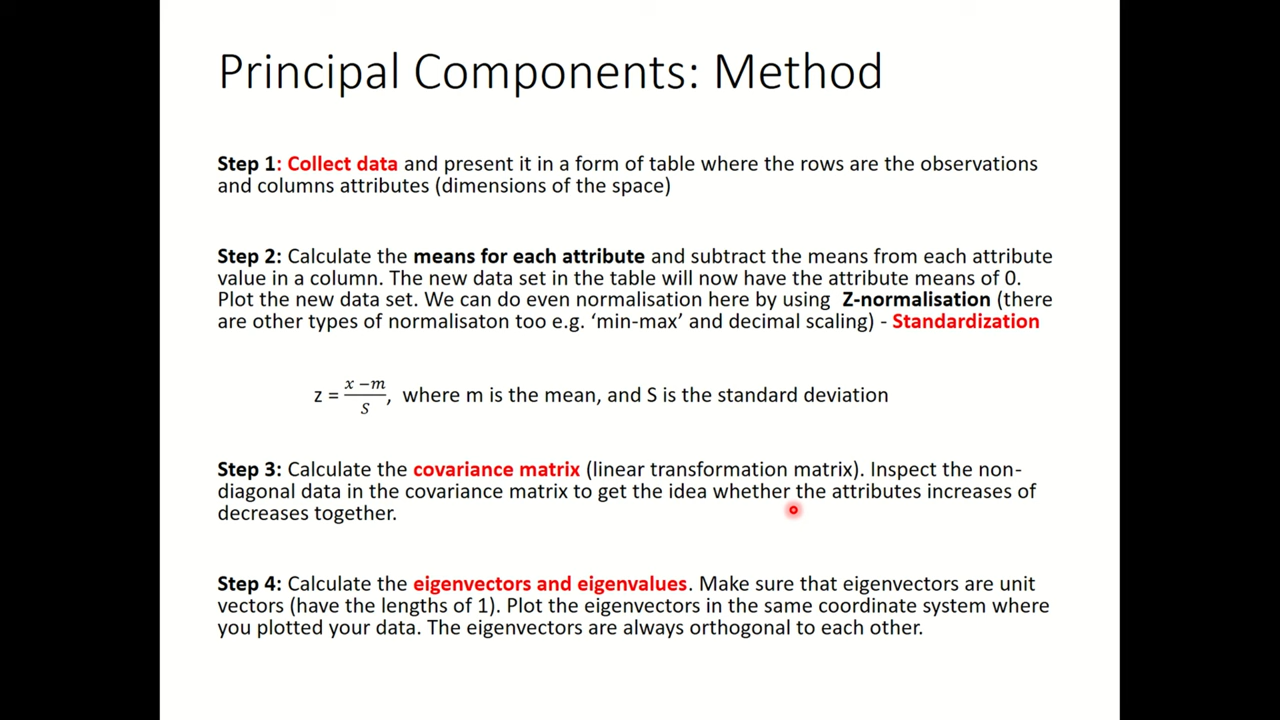 Principal Components: Method
Step 1: Collect data and present it in a form of table where the rows are the observations
and columns attributes (dimensions of the space)
Step 2: Calculate the means for each attribute and subtract the means from each attribute
value in a column. The new data set in the table will now have the attribute means of 0.
Plot the new data set. We can do even normalisation here by using Z-normalisation (there
are other types of normalisaton too e.g. ‘min-max’ and decimal scaling) - Standardization
z = \frac{x - m}{S}, where m is the mean, and S is the standard deviation
Step 3: Calculate the covariance matrix (linear transformation matrix). Inspect the non-
diagonal data in the covariance matrix to get the idea whether the attributes increases of
decreases together.
Step 4: Calculate the eigenvectors and eigenvalues. Make sure that eigenvectors are unit
vectors (have the lengths of 1). Plot the eigenvectors in the same coordinate system where
you plotted your data. The eigenvectors are always orthogonal to each other.